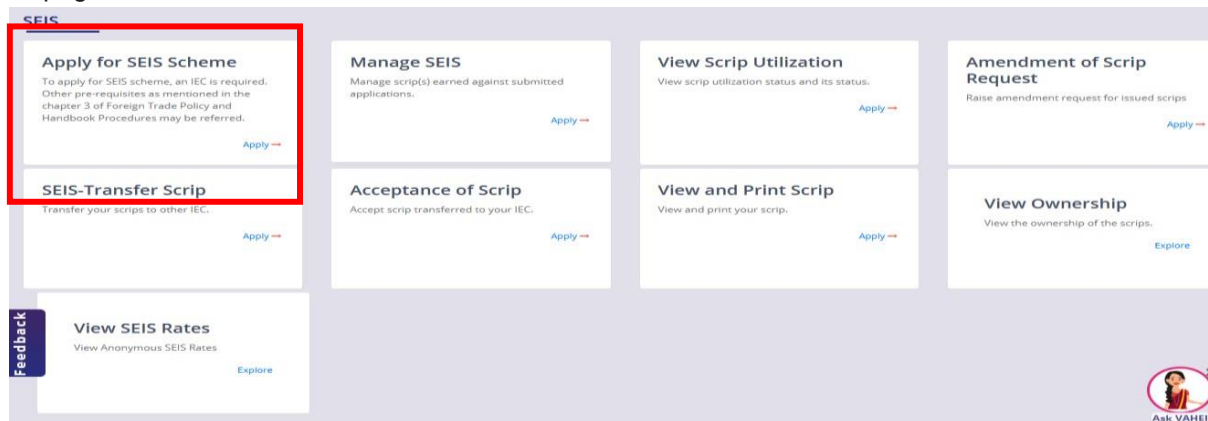 SEIS
Apply for SEIS Scheme
To apply for SEIS scheme, an IEC is required.
Other pre-requisites as mentioned in the
chapter 3 of Foreign Trade Policy and
Handbook Procedures may be referred.
Apply→
Manage SEIS
Manage scrip(s) earned against submitted
applications.
Apply→
View Scrip Utilization
View scrip utilization status and its status.
Apply→
Amendment of Scrip
Request
Raise amendment request for issued scrips
Apply→
SEIS-Transfer Scrip
Transfer your scrips to other IEC.
Apply→
Acceptance of Scrip
Accept scrip transferred to your IEC.
Apply→
View and Print Scrip
View and print your scrip.
Apply→
View Ownership
View the ownership of the scrips.
Explore
View SEIS Rates
View Anonymous SEIS Rates
Explore
Feedback
Ask VAHEI